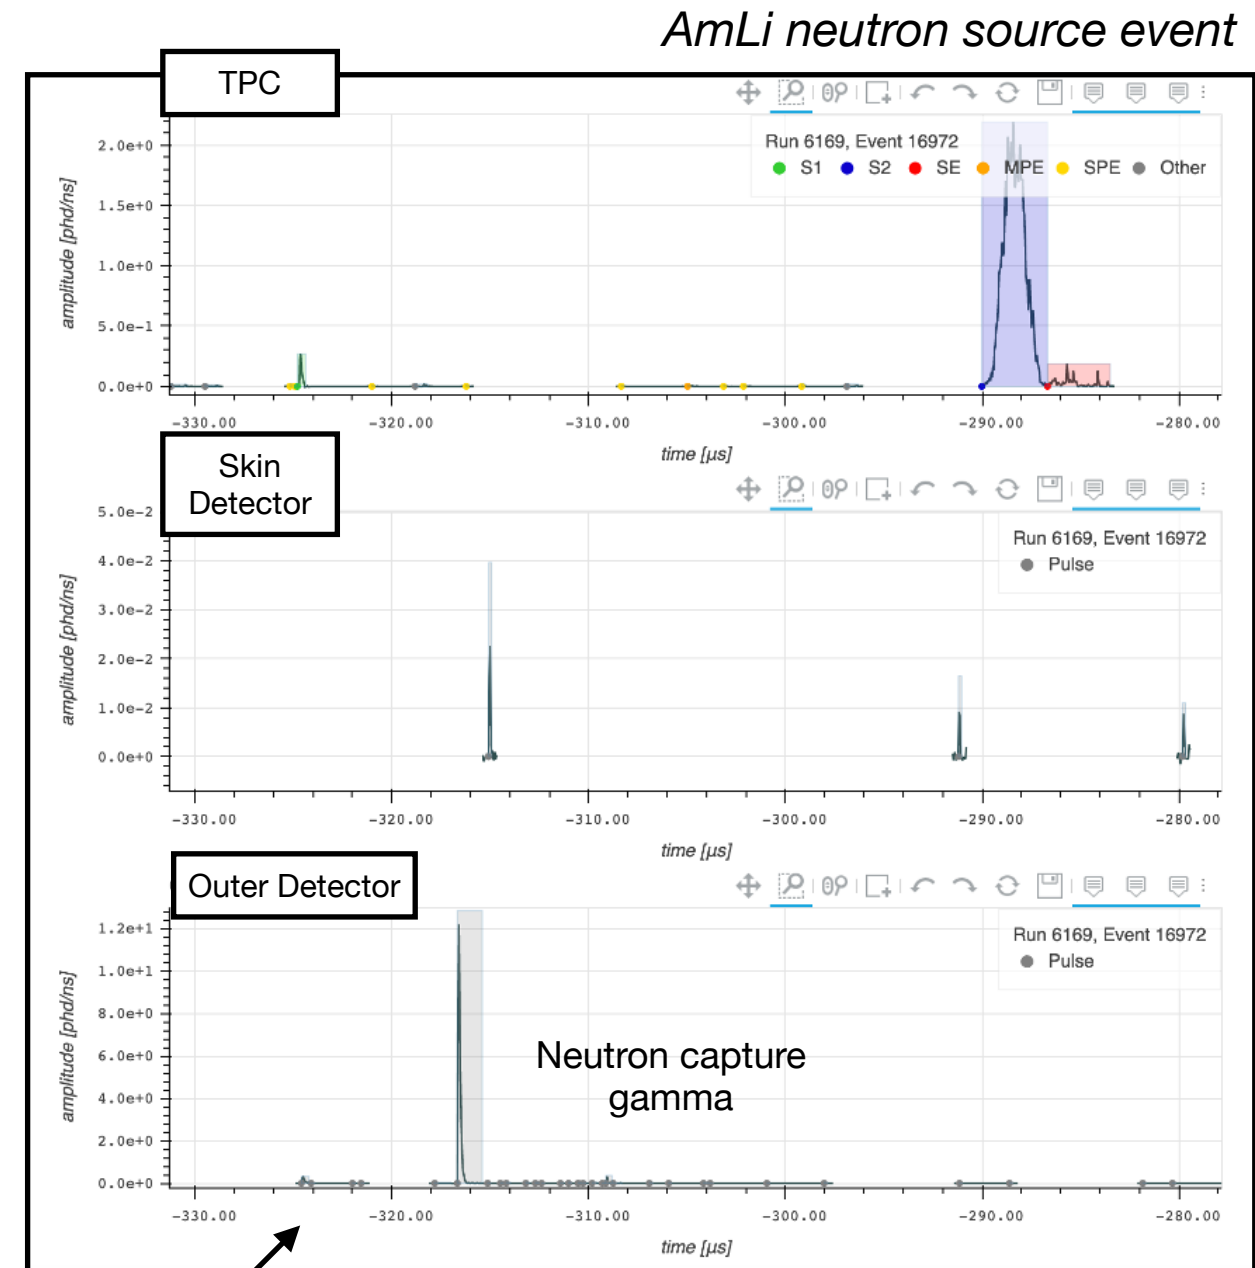 AmLi neutron source event
TPC
Run 6169, Event 16972
S1 S2 SE MPE SPE Other
2.0e+0
1.5e+0
1.0e+0
5.0e-1
0.0e+0
amplitude [phd/ns]
-330.00 -320.00 -310.00 -300.00 -290.00 -280.00
time [µs]
Skin
Detector
Run 6169, Event 16972
Pulse
5.0e-2
4.0e-2
3.0e-2
2.0e-2
1.0e-2
0.0e+0
amplitude [phd/ns]
-330.00 -320.00 -310.00 -300.00 -290.00 -280.00
time [µs]
Outer Detector
Run 6169, Event 16972
Pulse
1.2e+1
1.0e+1
8.0e+0
6.0e+0
4.0e+0
2.0e+0
0.0e+0
amplitude [phd/ns]
Neutron capture
gamma
-330.00 -320.00 -310.00 -300.00 -290.00 -280.00
time [µs]